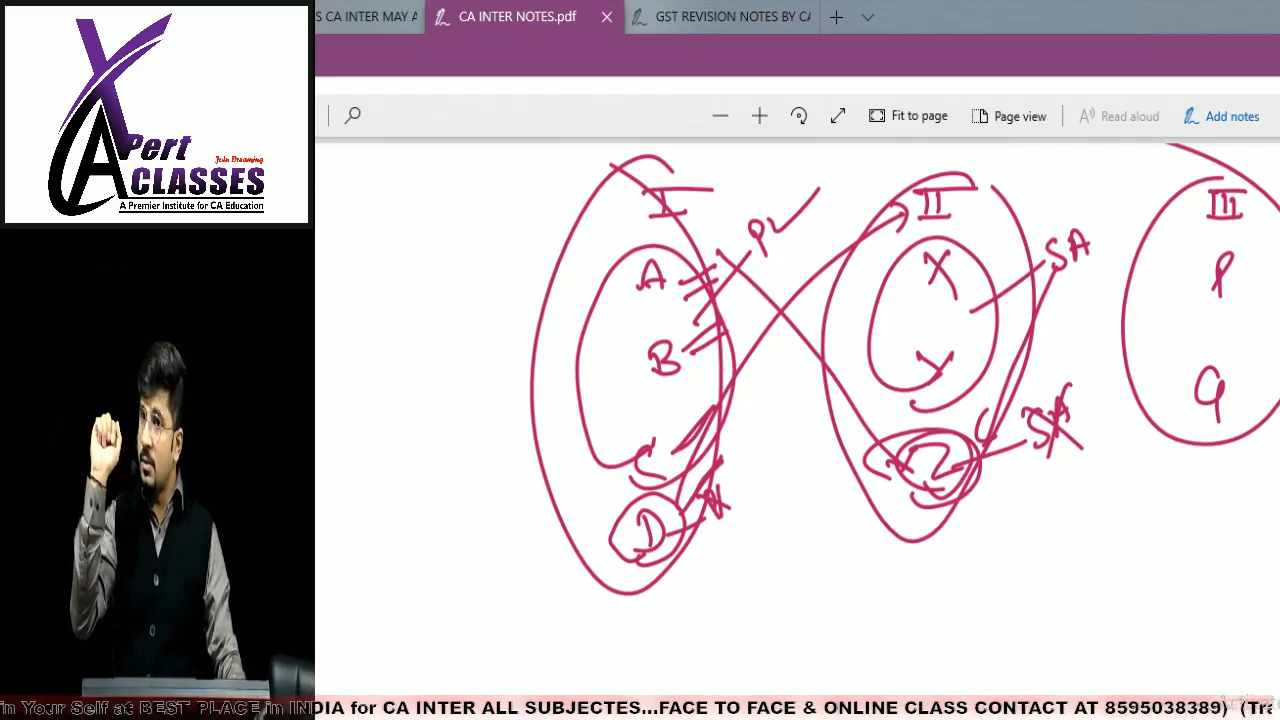 S CA INTER MAY A
CA INTER NOTES.pdf
GST REVISION NOTES BY CA
Fit to page
Page view
Read aloud
Add notes
XPert
Join Dreaming
CA CLASSES
A Premier Institute for CA Education
I
II
III
A
B
C
D
PL
X
Y
Z
SA
SA
P
Q
in Your Self at BEST PLACE in INDIA for CA INTER ALL SUBJECTES...FACE TO FACE & ONLINE CLASS CONTACT AT 8595038389) (Tra